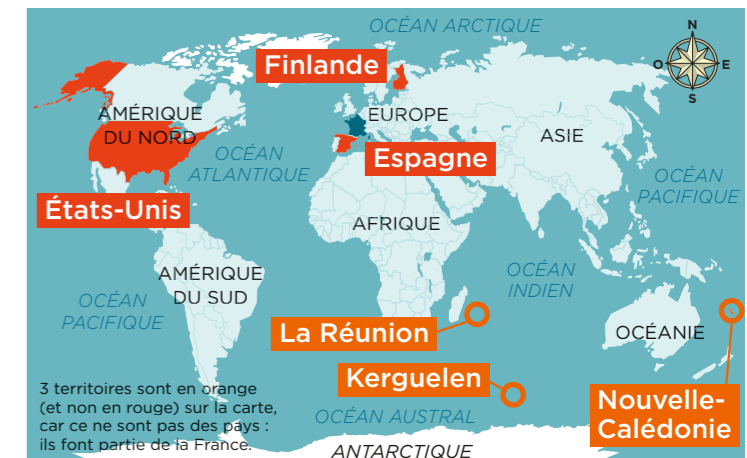 OCÉAN ARCTIQUE
N
O
E
S
Finlande
AMÉRIQUE
DU NORD
EUROPE
ASIE
OCÉAN
ATLANTIQUE
Espagne
OCÉAN
PACIFIQUE
États-Unis
AFRIQUE
AMÉRIQUE
DU SUD
OCÉAN
INDIEN
OCÉAN
PACIFIQUE
La Réunion
OCÉANIE
Kerguelen
Nouvelle-
Calédonie
3 territoires sont en orange
(et non en rouge) sur la carte,
car ce ne sont pas des pays :
ils font partie de la France.
OCÉAN AUSTRAL
ANTARCTIQUE